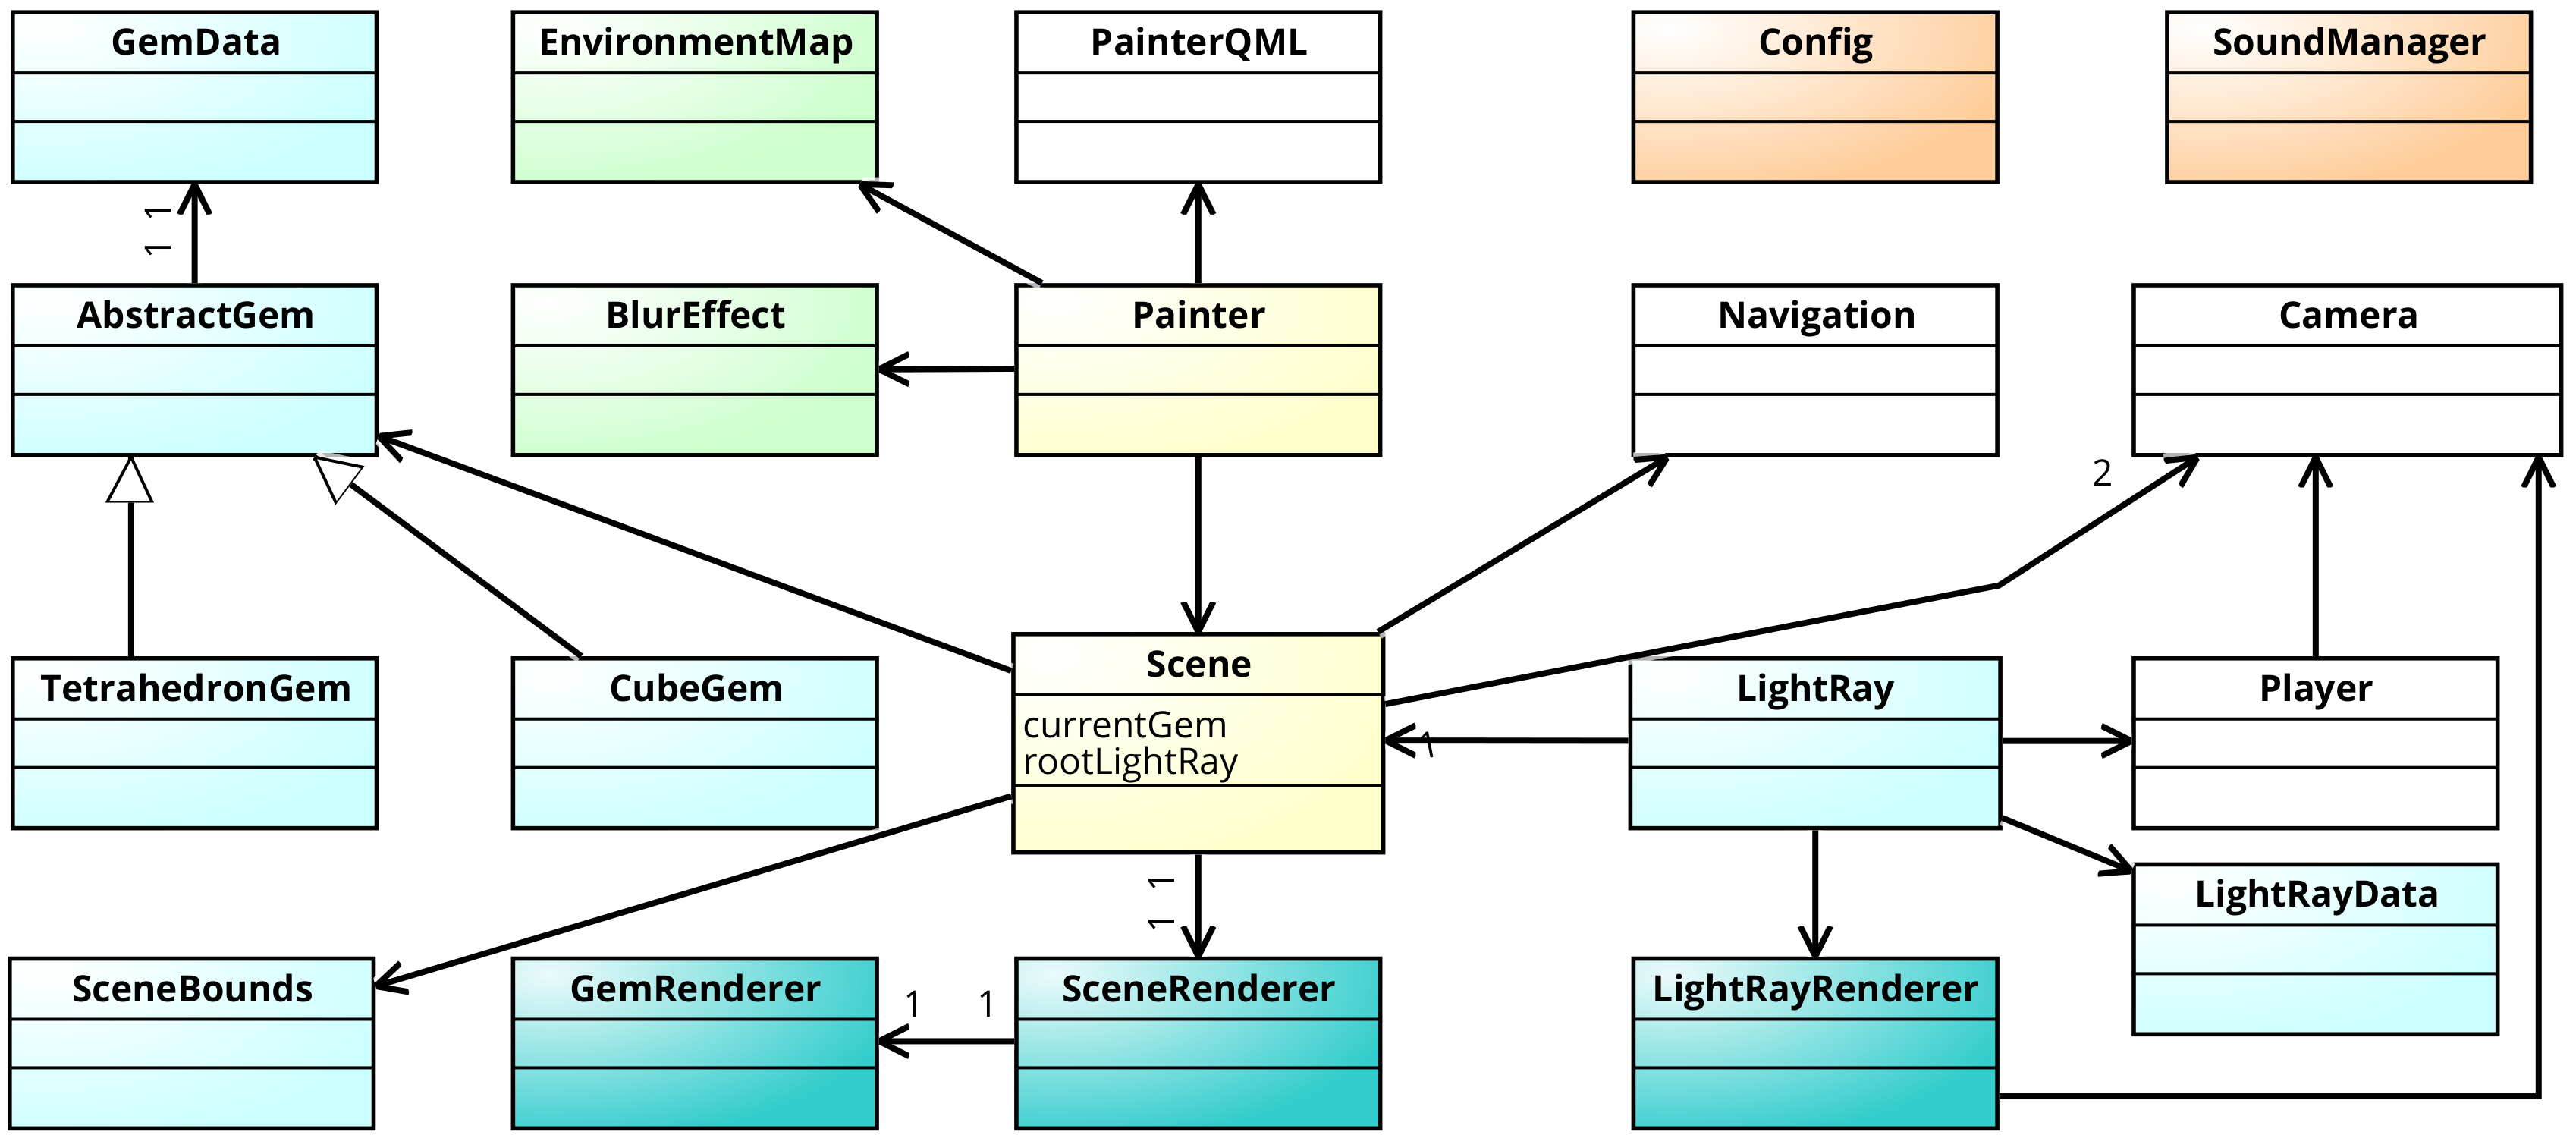 GemData
EnvironmentMap
PainterQML
Config
SoundManager
1
1
AbstractGem
BlurEffect
Painter
Navigation
Camera
2
TetrahedronGem
CubeGem
Scene
currentGem
rootLightRay
1
LightRay
Player
1
1
LightRayData
SceneBounds
GemRenderer
1
1
SceneRenderer
LightRayRenderer